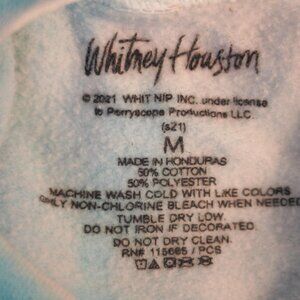 Whitney Houston
© 2021 WHIT NIP INC. under license
to Perryscope Productions LLC.
(s21)
M
MADE IN HONDURAS
50% COTTON
50% POLYESTER
MACHINE WASH COLD WITH LIKE COLORS
ONLY NON-CHLORINE BLEACH WHEN NEEDED
TUMBLE DRY LOW
DO NOT IRON IF DECORATED.
DO NOT DRY CLEAN.
RN# 115665 / PCS